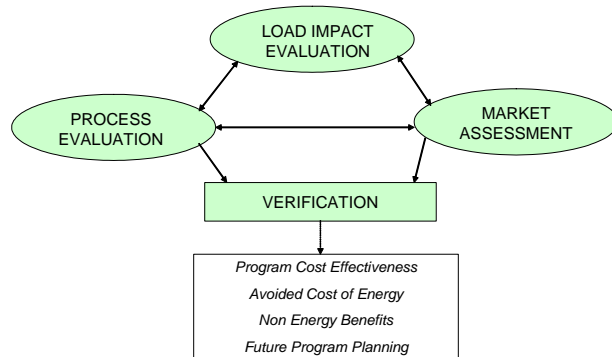 LOAD IMPACT
EVALUATION
PROCESS
EVALUATION
MARKET
ASSESSMENT
VERIFICATION
Program Cost Effectiveness
Avoided Cost of Energy
Non Energy Benefits
Future Program Planning